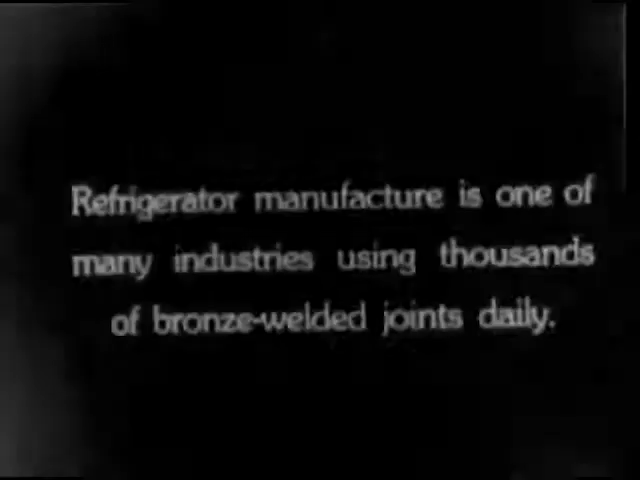 Refrigerator manufacture is one of
many industries using thousands
of bronze-welded joints daily.